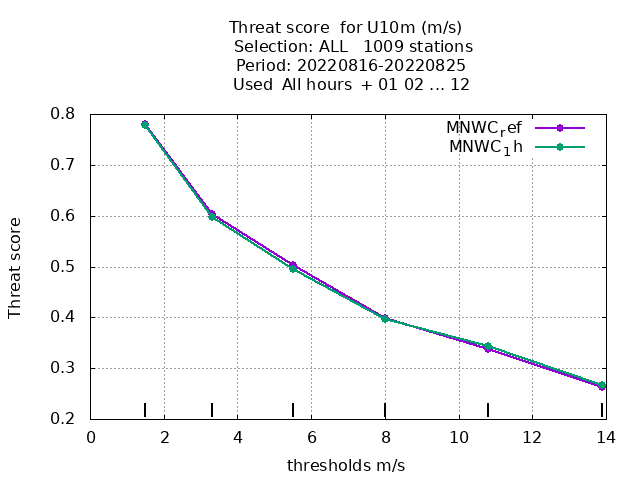 Threat score  for U10m (m/s)
Selection: ALL   1009 stations
Period: 20220816-20220825
Used  All hours  + 01 02 ... 12
MNWC_ref
MNWC_1h
0.8
0.7
0.6
0.5
0.4
0.3
0.2
Threat score
0 2 4 6 8 10 12 14
thresholds m/s